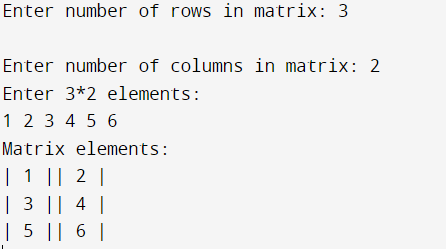 Enter number of rows in matrix: 3
Enter number of columns in matrix: 2
Enter 3*2 elements:
1 2 3 4 5 6
Matrix elements:
| 1 || 2 |
| 3 || 4 |
| 5 || 6 |